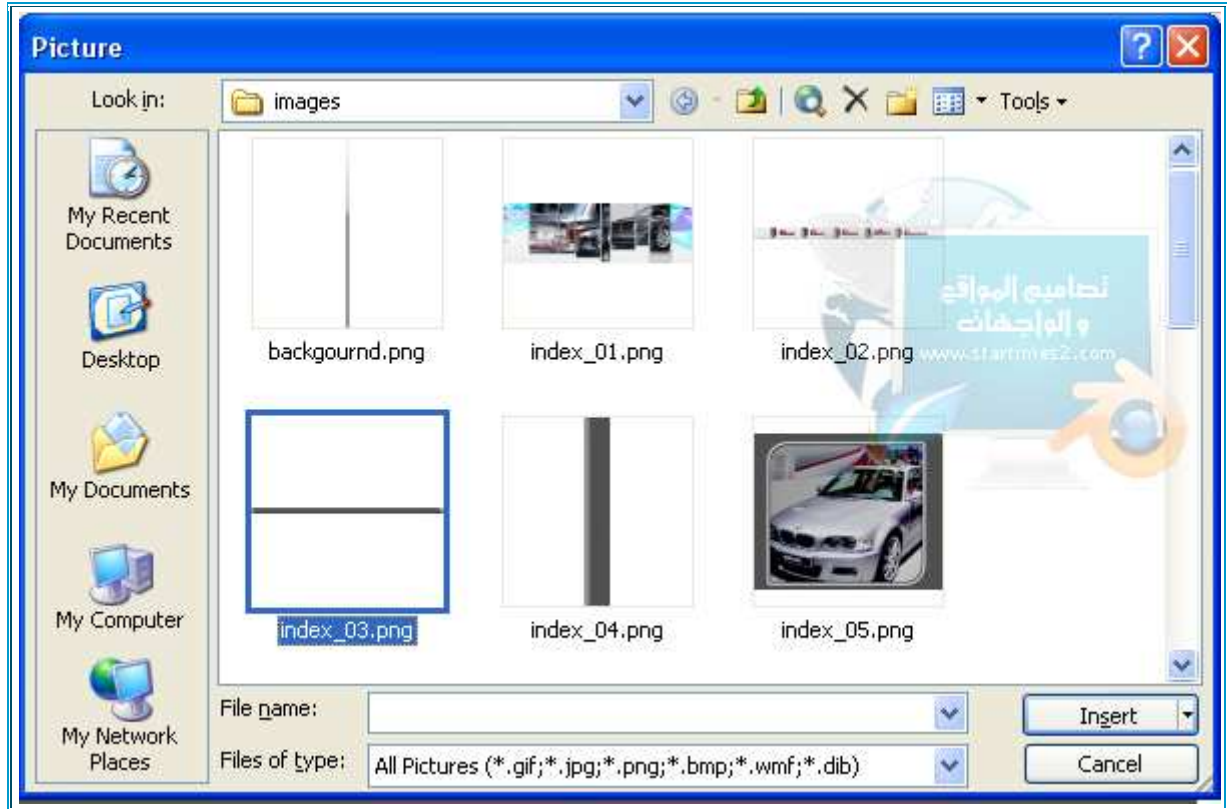 Picture
Look in:
images
Tools
My Recent
Documents
Desktop
My Documents
My Computer
My Network
Places
backgournd.png
index_01.png
index_02.png
تصاميم المواقع
و الواجهات
www.startimes2.com
index_03.png
index_04.png
index_05.png
File name:
Insert
Files of type:
All Pictures (*.gif;*.jpg;*.png;*.bmp;*.wmf;*.dib)
Cancel